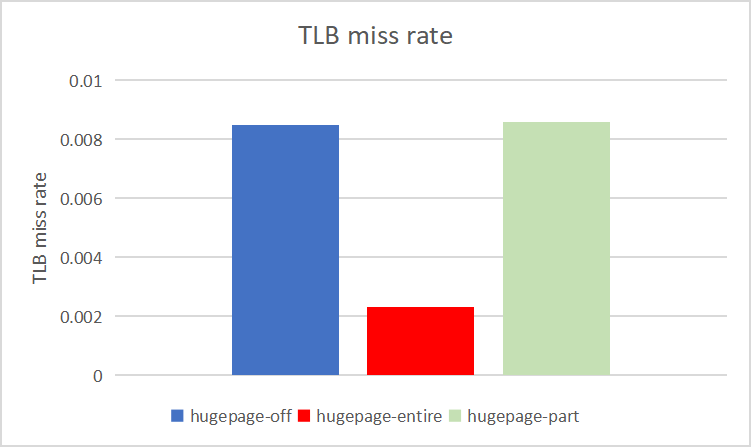 TLB miss rate
0.01
0.008
0.006
0.004
0.002
0
TLB miss rate
hugepage-off hugepage-entire hugepage-part